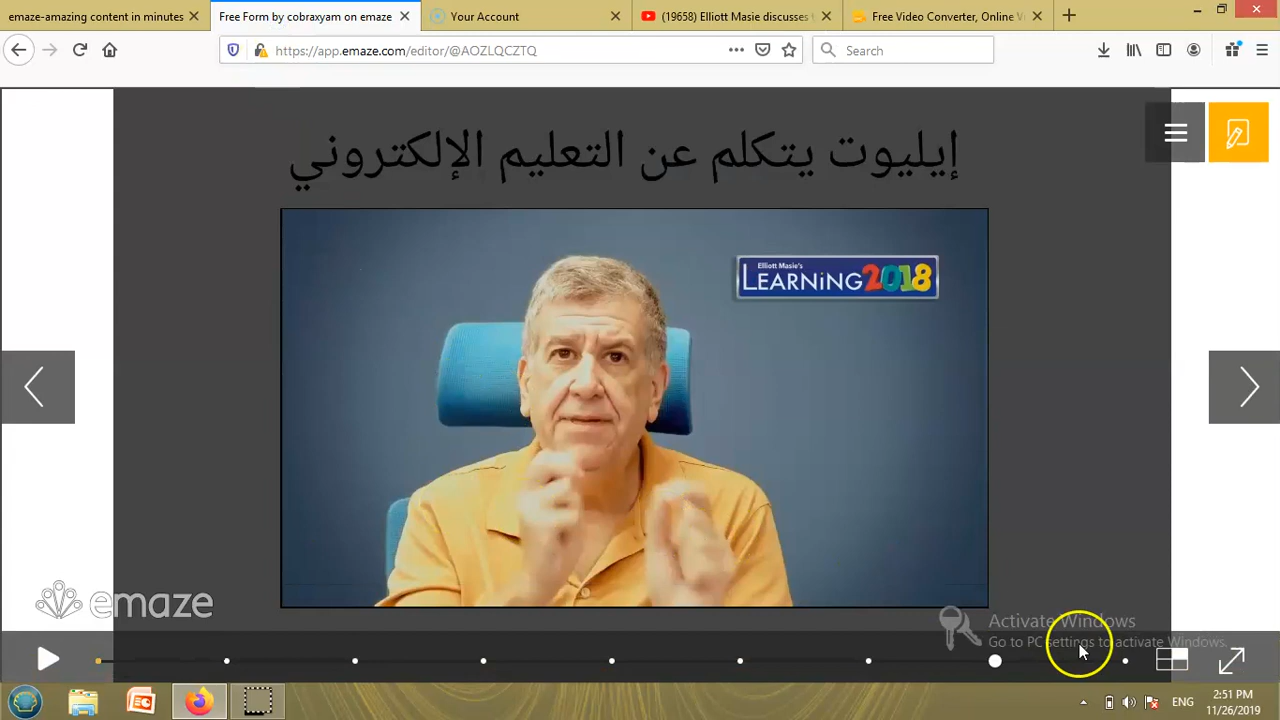 emaze-amazing content in minutes
Free Form by cobraxyam on emaze
Your Account
(19658) Elliott Masie discusses
Free Video Converter, Online V
https://app.emaze.com/editor/@AOZLQCZTQ
Search
إيليوت يتكلم عن التعليم الإلكتروني
Elliott Masie's
LEARNiNG2018
emaze
Activate Windows
Go to PC settings to activate Windows.
ENG
2:51 PM
11/26/2019